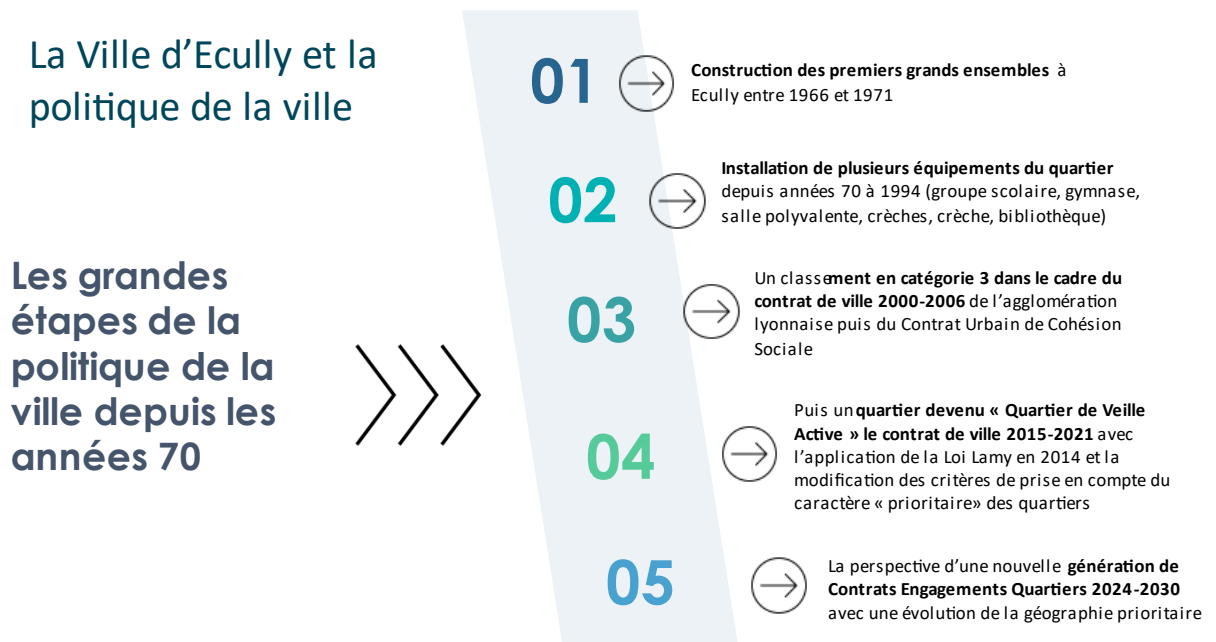 La Ville d’Ecully et la
politique de la ville
Les grandes
étapes de la
politique de la
ville depuis les
années 70
01
Construction des premiers grands ensembles à
Ecully entre 1966 et 1971
02
Installation de plusieurs équipements du quartier
depuis années 70 à 1994 (groupe scolaire, gymnase,
salle polyvalente, crèches, crèche, bibliothèque)
03
Un classement en catégorie 3 dans le cadre du
contrat de ville 2000-2006 de l’agglomération
lyonnaise puis du Contrat Urbain de Cohésion
Sociale
04
Puis un quartier devenu « Quartier de Veille
Active » le contrat de ville 2015-2021 avec
l’application de la Loi Lamy en 2014 et la
modification des critères de prise en compte du
caractère « prioritaire» des quartiers
05
La perspective d’une nouvelle génération de
Contrats Engagements Quartiers 2024-2030
avec une évolution de la géographie prioritaire